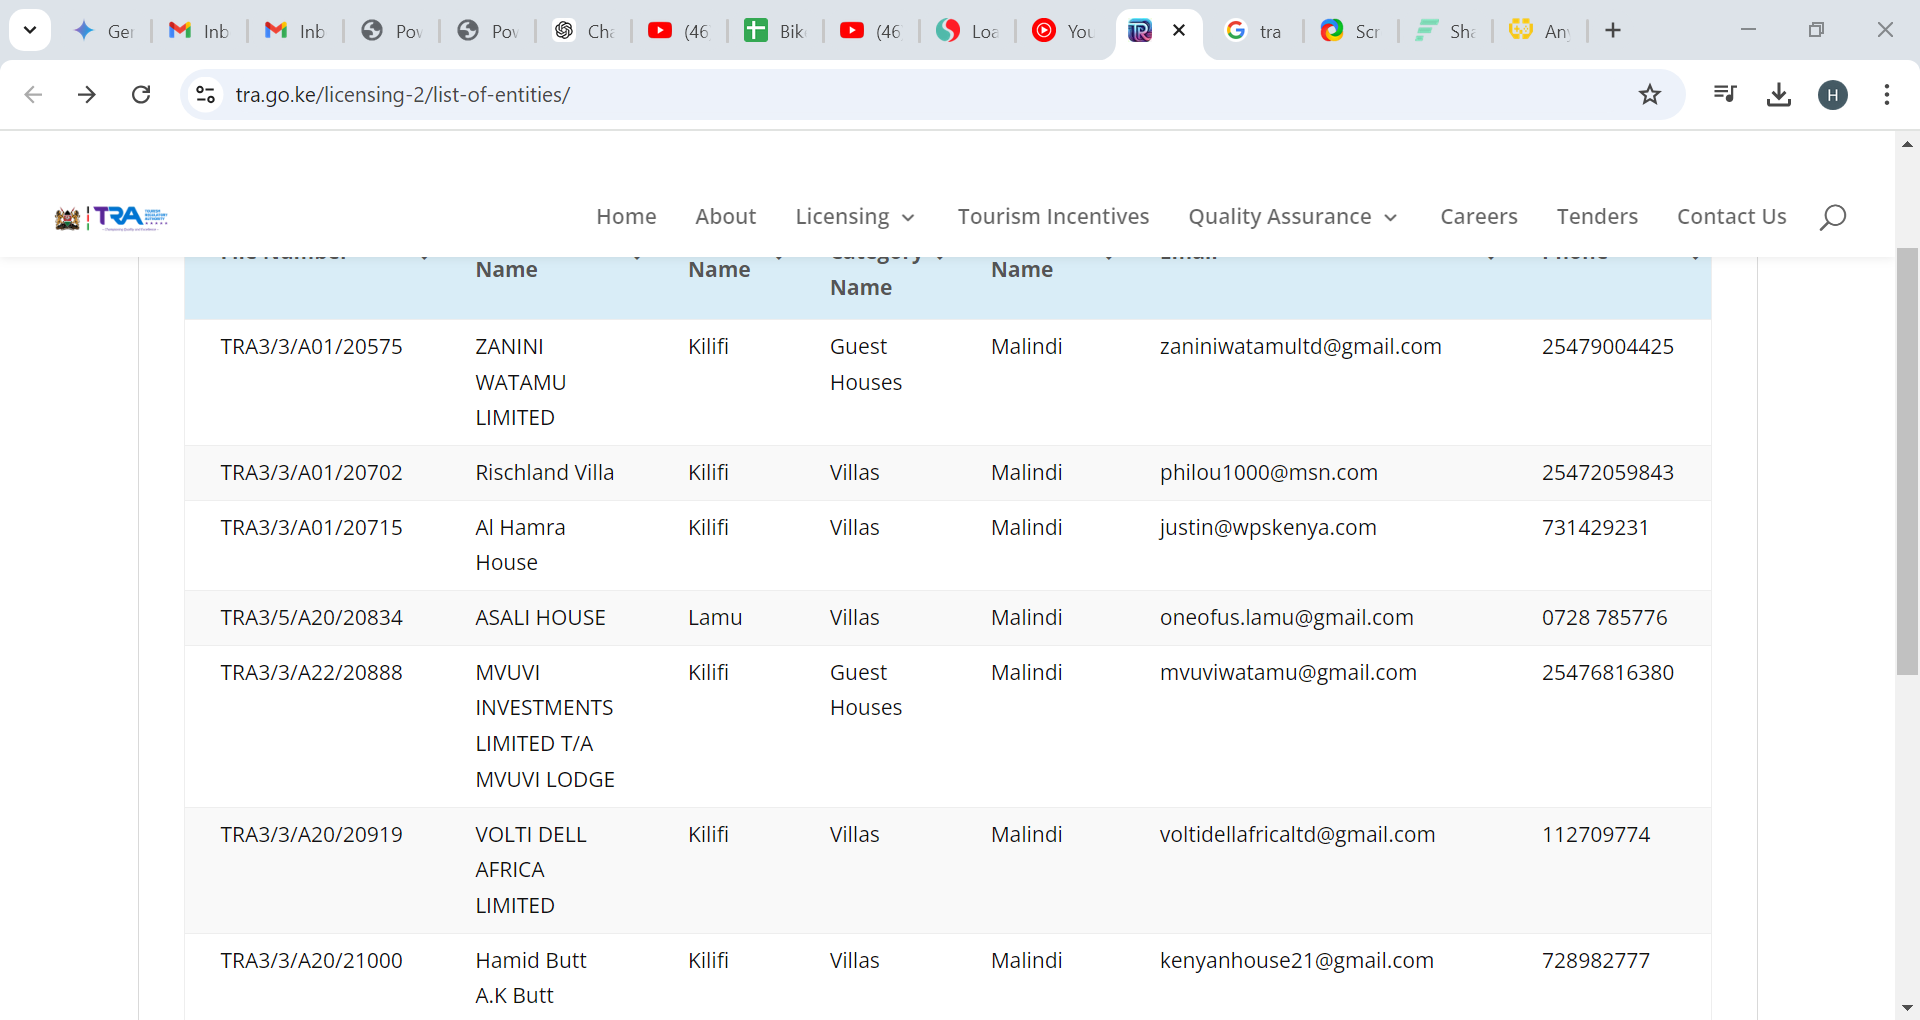 Ger
Inb
Inb
Pov
Pov
Cha
(46
Bik
(46
Loa
You
tra
Scr
Sha
Any
tra.go.ke/licensing-2/list-of-entities/
H
TRA
Home
About
Licensing
Tourism Incentives
Quality Assurance
Careers
Tenders
Contact Us
File Number
Name
Name
Category
Name
Name
Email
Phone
TRA3/3/A01/20575
ZANINI
WATAMU
LIMITED
Kilifi
Guest
Houses
Malindi
zaniniwatamultd@gmail.com
25479004425
TRA3/3/A01/20702
Rischland Villa
Kilifi
Villas
Malindi
philou1000@msn.com
25472059843
TRA3/3/A01/20715
Al Hamra
House
Kilifi
Villas
Malindi
justin@wpskenya.com
731429231
TRA3/5/A20/20834
ASALI HOUSE
Lamu
Villas
Malindi
oneofus.lamu@gmail.com
0728 785776
TRA3/3/A22/20888
MVUVI
INVESTMENTS
LIMITED T/A
MVUVI LODGE
Kilifi
Guest
Houses
Malindi
mvuviwatamu@gmail.com
25476816380
TRA3/3/A20/20919
VOLTI DELL
AFRICA
LIMITED
Kilifi
Villas
Malindi
voltidellafricaltd@gmail.com
112709774
TRA3/3/A20/21000
Hamid Butt
A.K Butt
Kilifi
Villas
Malindi
kenyanhouse21@gmail.com
728982777